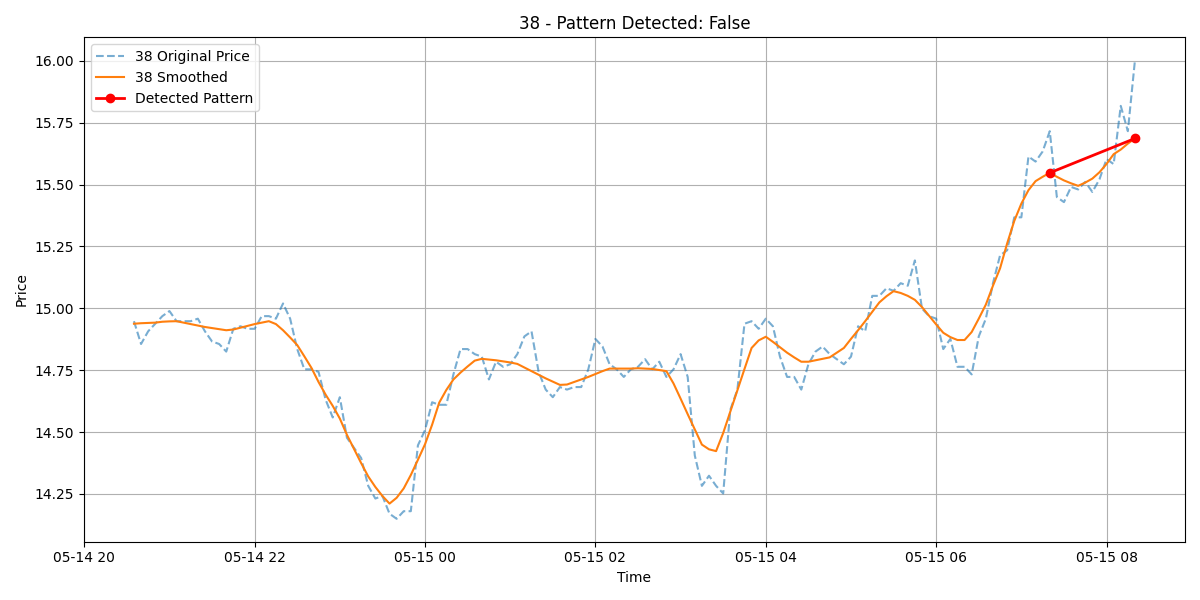 38 - Pattern Detected: False
38 Original Price
38 Smoothed
Detected Pattern
Price
16.00
15.75
15.50
15.25
15.00
14.75
14.50
14.25
05-14 20
05-14 22
05-15 00
05-15 02
05-15 04
05-15 06
05-15 08
Time